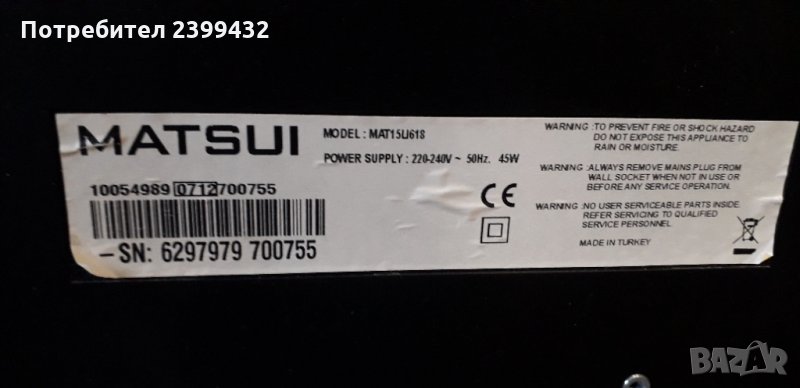 Потребител 2399432
MATSUI
MODEL : MAT15LI618
POWER SUPPLY : 220-240V ~ 50Hz. 45W
10054989 0712 700755
–SN: 6297979 700755
CE
WARNING :TO PREVENT FIRE OR SHOCK HAZARD
DO NOT EXPOSE THIS APPLIANCE TO
RAIN OR MOISTURE.
WARNING :ALWAYS REMOVE MAINS PLUG FROM
WALL SOCKET WHEN NOT IN USE OR
BEFORE ANY SERVICE OPERATION.
WARNING :NO USER SERVICEABLE PARTS INSIDE.
REFER SERVICING TO QUALIFIED
SERVICE PERSONNEL.
MADE IN TURKEY
BAZAR